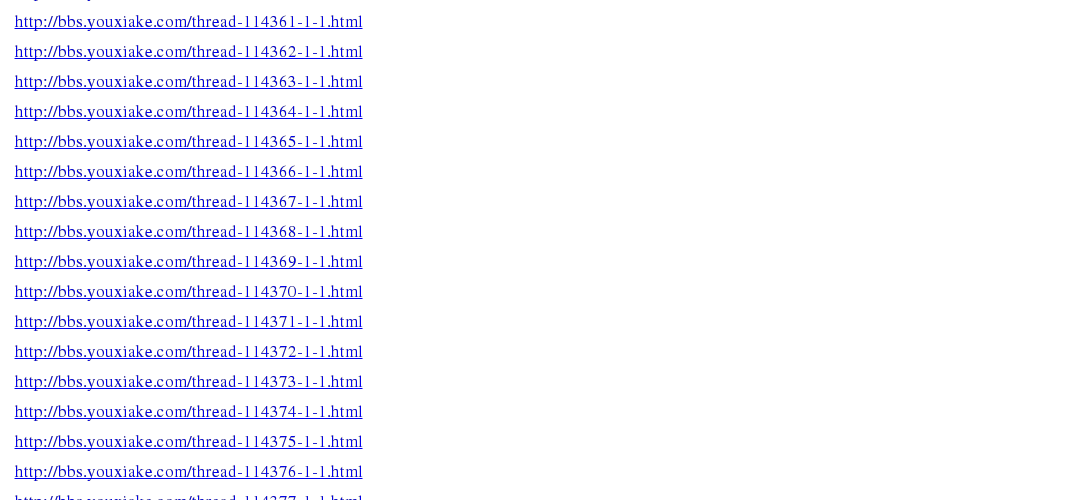 http://bbs.youxiake.com/thread-114361-1-1.html
http://bbs.youxiake.com/thread-114362-1-1.html
http://bbs.youxiake.com/thread-114363-1-1.html
http://bbs.youxiake.com/thread-114364-1-1.html
http://bbs.youxiake.com/thread-114365-1-1.html
http://bbs.youxiake.com/thread-114366-1-1.html
http://bbs.youxiake.com/thread-114367-1-1.html
http://bbs.youxiake.com/thread-114368-1-1.html
http://bbs.youxiake.com/thread-114369-1-1.html
http://bbs.youxiake.com/thread-114370-1-1.html
http://bbs.youxiake.com/thread-114371-1-1.html
http://bbs.youxiake.com/thread-114372-1-1.html
http://bbs.youxiake.com/thread-114373-1-1.html
http://bbs.youxiake.com/thread-114374-1-1.html
http://bbs.youxiake.com/thread-114375-1-1.html
http://bbs.youxiake.com/thread-114376-1-1.html